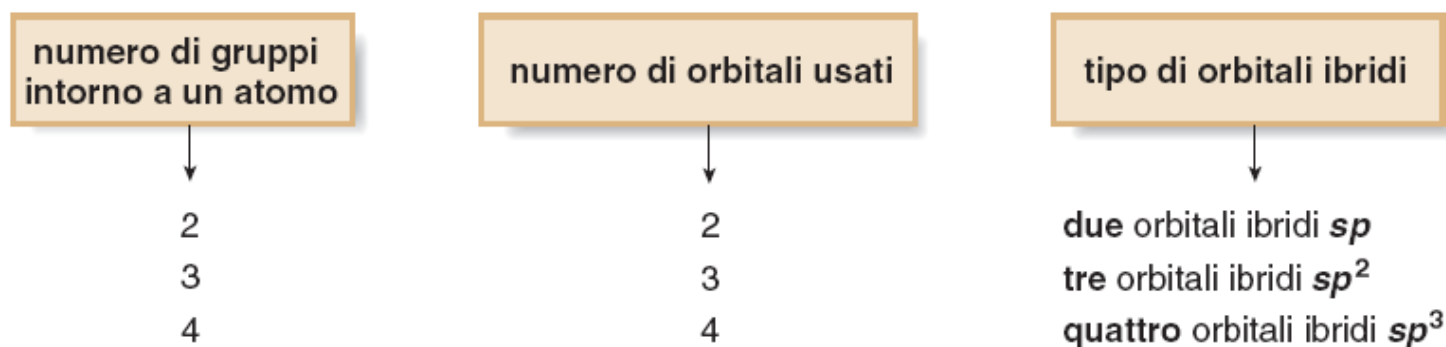 numero di gruppi
intorno a un atomo
numero di orbitali usati
tipo di orbitali ibridi
2 2 due orbitali ibridi sp
3 3 tre orbitali ibridi sp²
4 4 quattro orbitali ibridi sp³